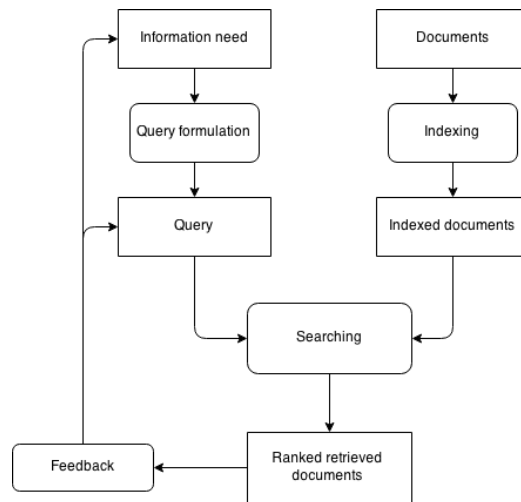 Information need
Documents
Query formulation
Indexing
Query
Indexed documents
Searching
Feedback
Ranked retrieved
documents